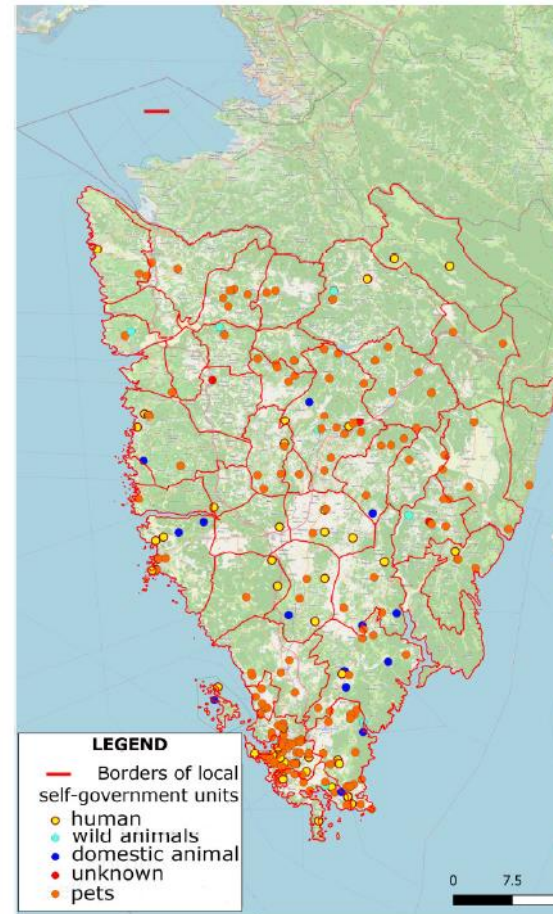 LEGEND
Borders of local
self-government units
human
wild animals
domestic animal
unknown
pets
0 7.5